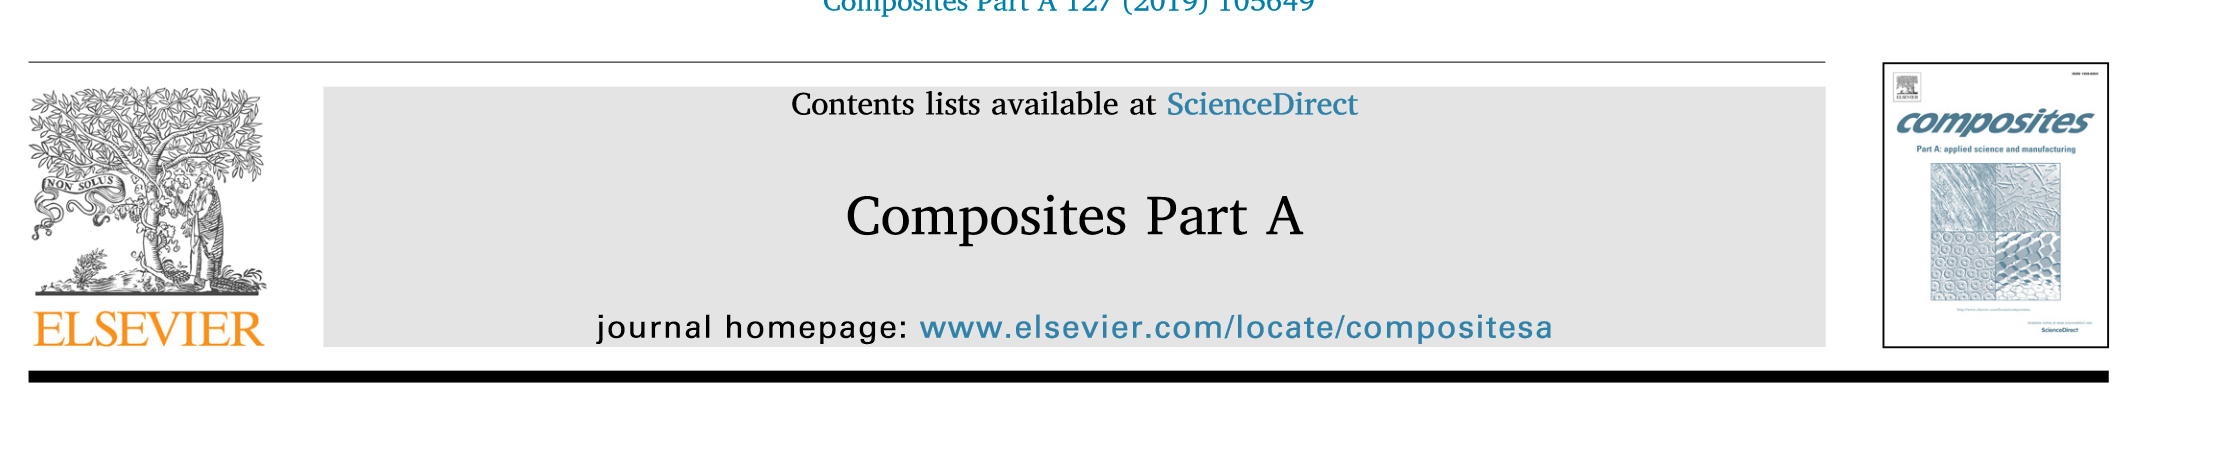 Composites Part A 127 (2019) 105649
Contents lists available at ScienceDirect
Composites Part A
journal homepage: www.elsevier.com/locate/compositesa
NON SOLUS
ELSEVIER
ELSEVIER
composites
Part A: applied science and manufacturing
ScienceDirect